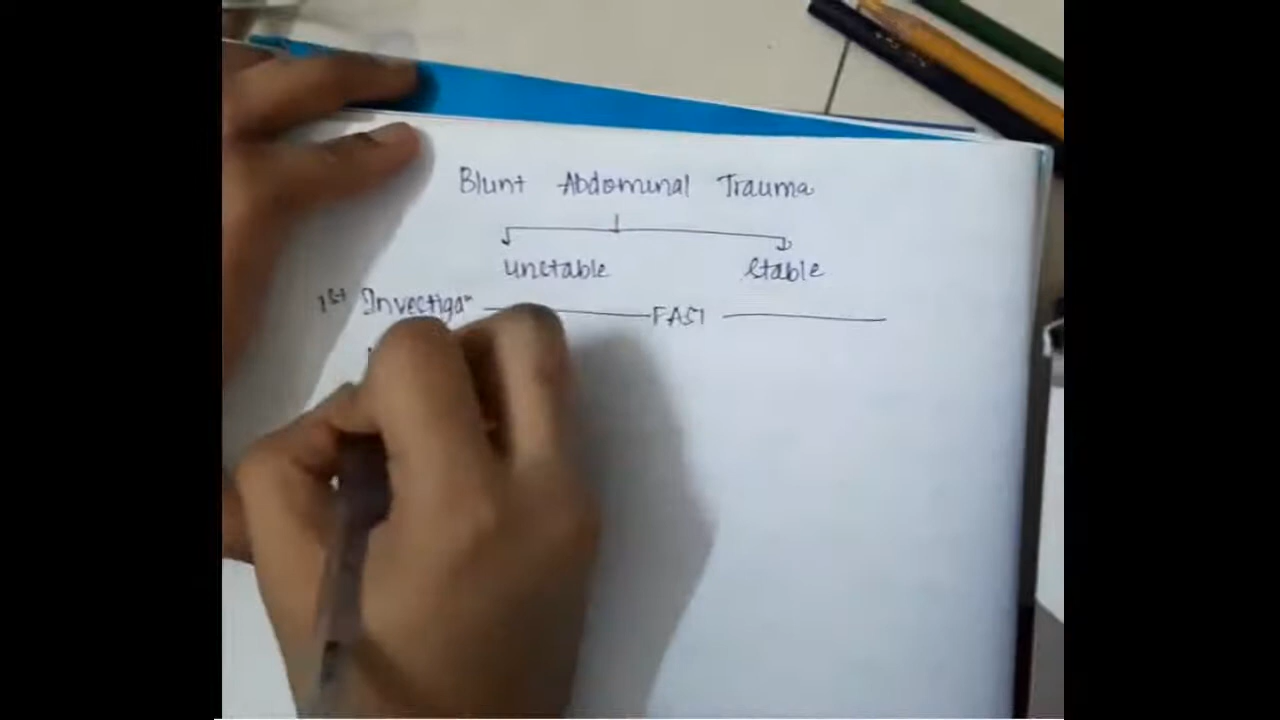 Blunt Abdominal Trauma
Unstable Stable
1st Investigaⁿ FAST